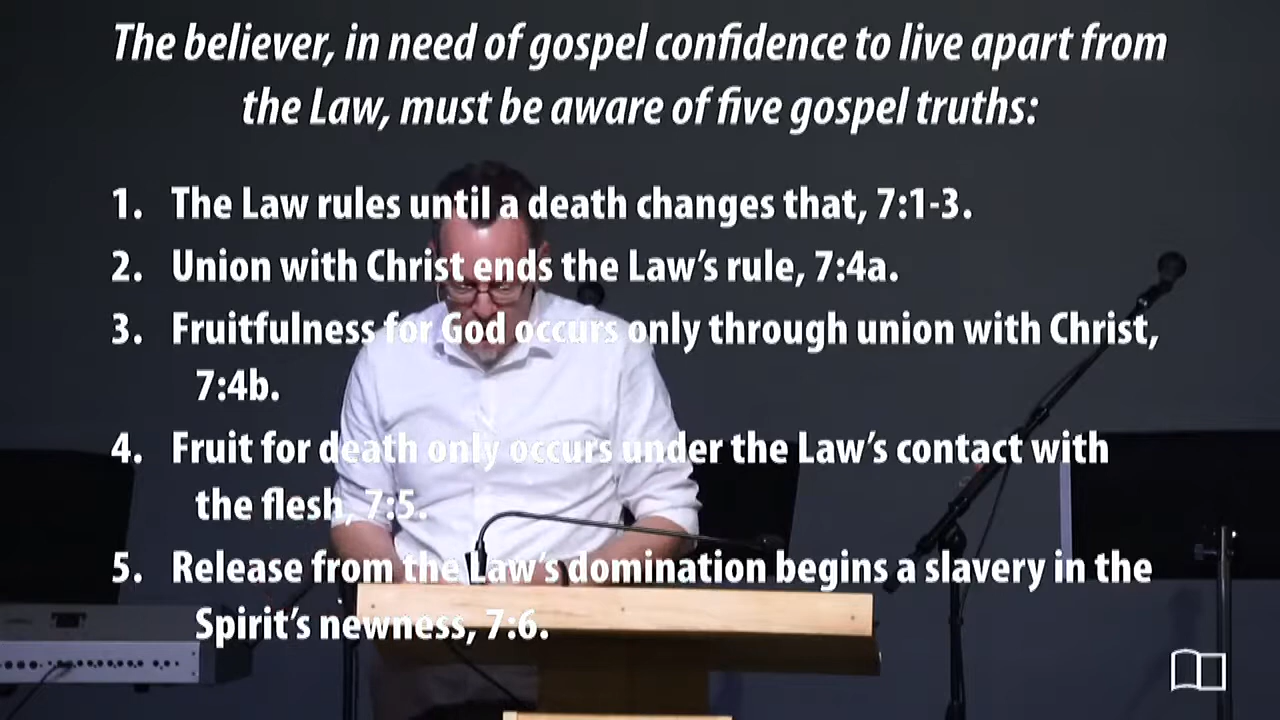 The believer, in need of gospel confidence to live apart from
the Law, must be aware of five gospel truths:
1. The Law rules until a death changes that, 7:1-3.
2. Union with Christ ends the Law's rule, 7:4a.
3. Fruitfulness for God occurs only through union with Christ,
7:4b.
4. Fruit for death only occurs under the Law's contact with
the flesh, 7:5.
5. Release from the Law's domination begins a slavery in the
Spirit's newness, 7:6.